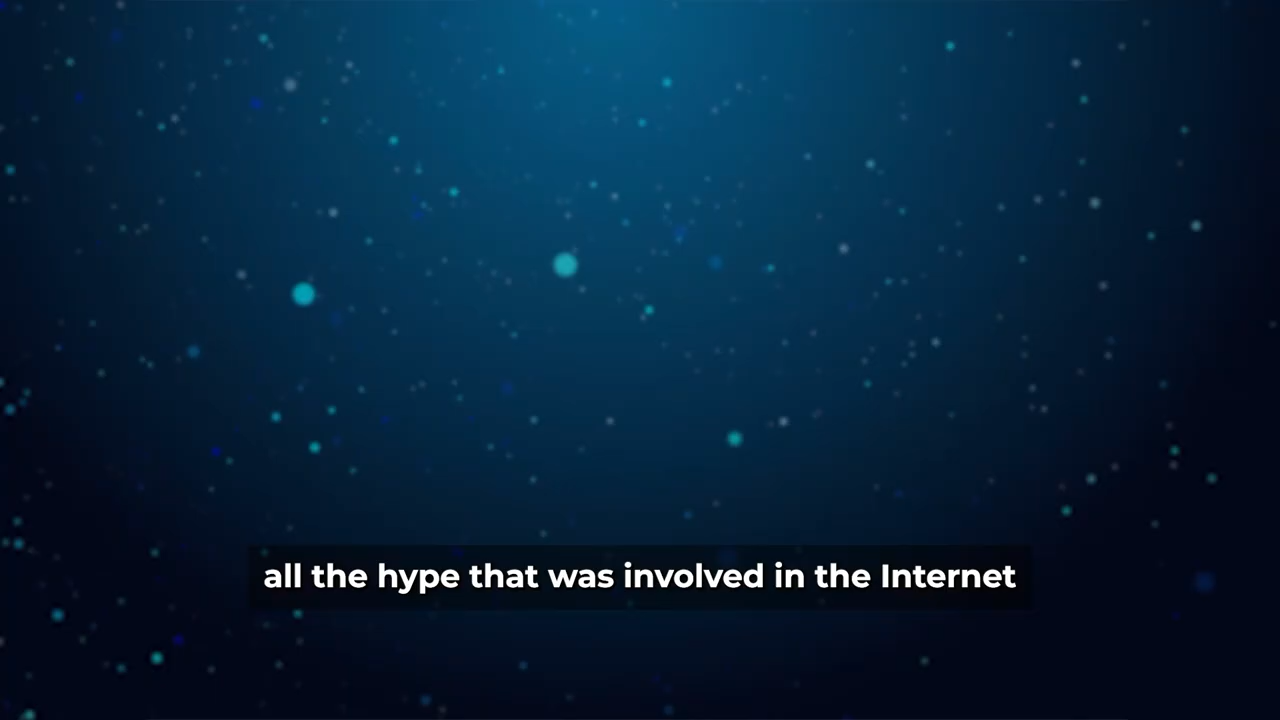 all the hype that was involved in the Internet